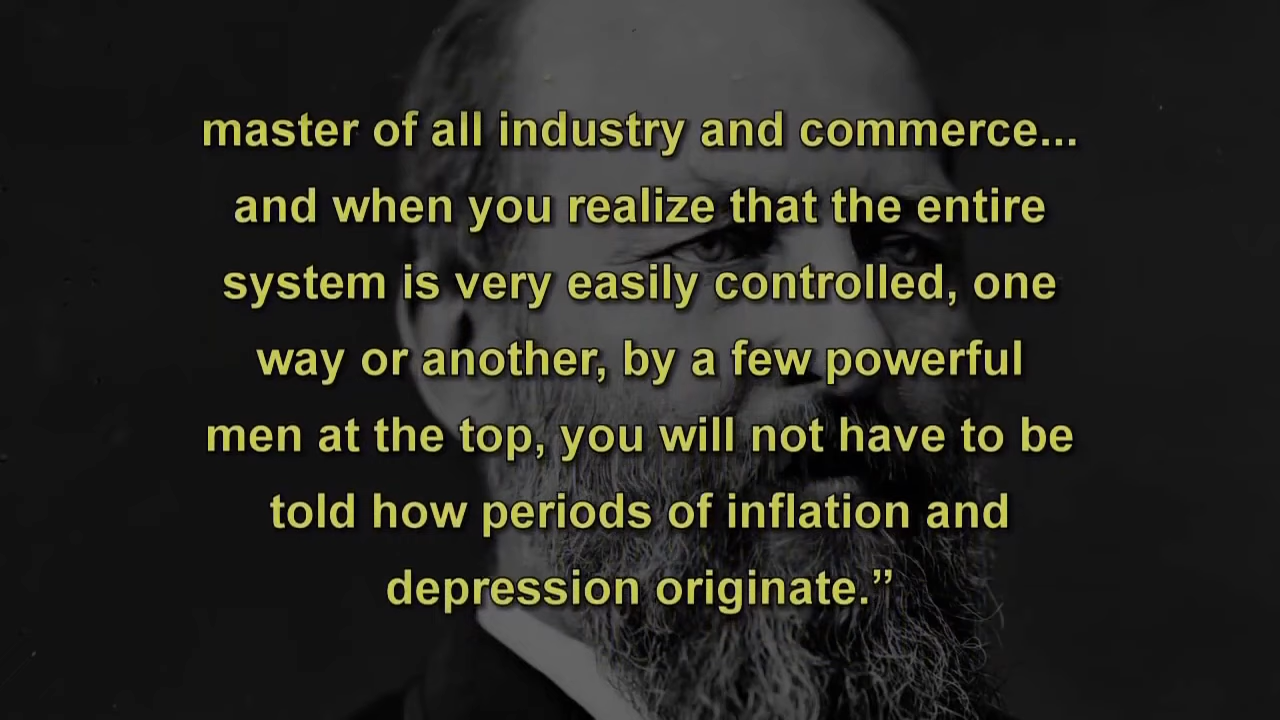 master of all industry and commerce...
and when you realize that the entire
system is very easily controlled, one
way or another, by a few powerful
men at the top, you will not have to be
told how periods of inflation and
depression originate.”